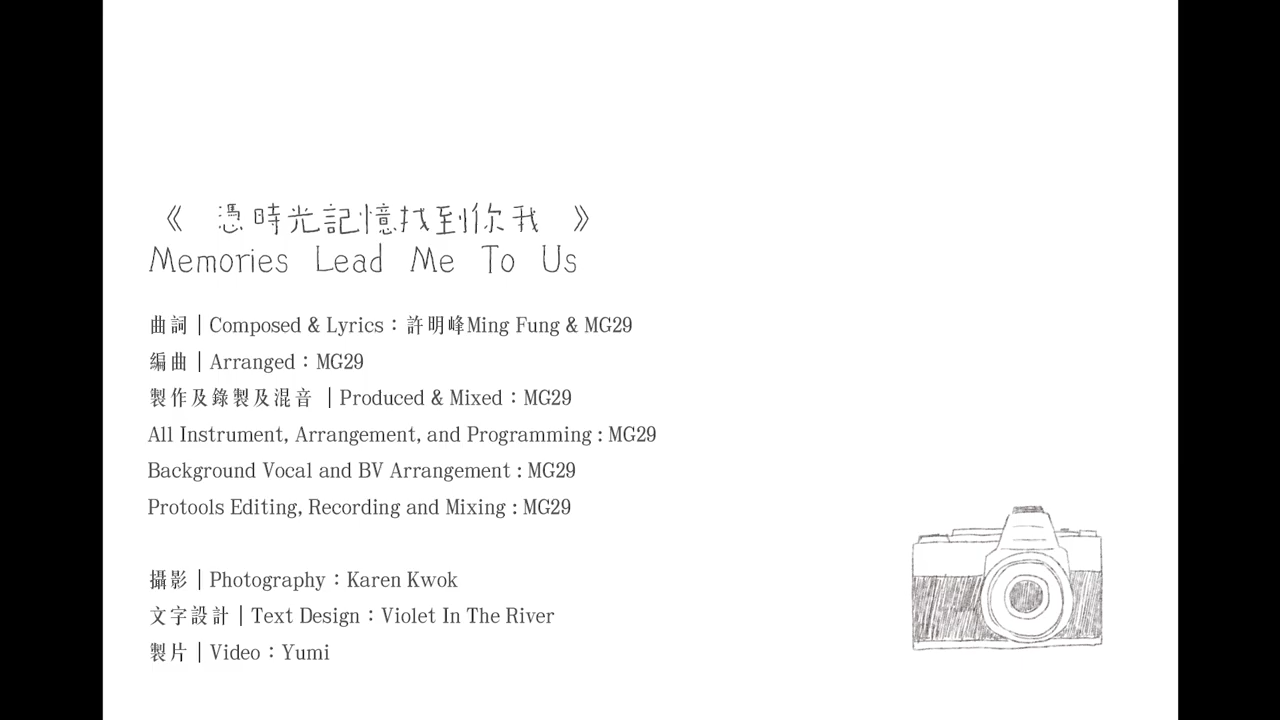 《 憑時光記憶找到你我 》
Memories Lead Me To Us
曲詞｜Composed & Lyrics：許明峰Ming Fung & MG29
編曲｜Arranged：MG29
製作及錄製及混音 ｜Produced & Mixed：MG29
All Instrument, Arrangement, and Programming : MG29
Background Vocal and BV Arrangement : MG29
Protools Editing, Recording and Mixing : MG29
攝影｜Photography：Karen Kwok
文字設計｜Text Design：Violet In The River
製片｜Video：Yumi